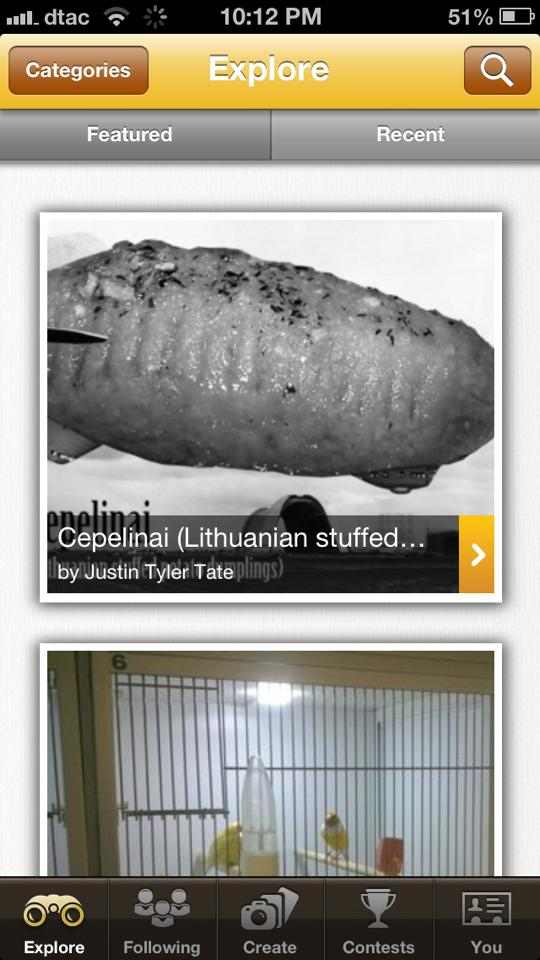 dtac 10:12 PM 51%
Categories Explore
Featured Recent
epelinai
Cepelinai (Lithuanian stuffed…
by Justin Tyler Tate
6
Explore Following Create Contests You